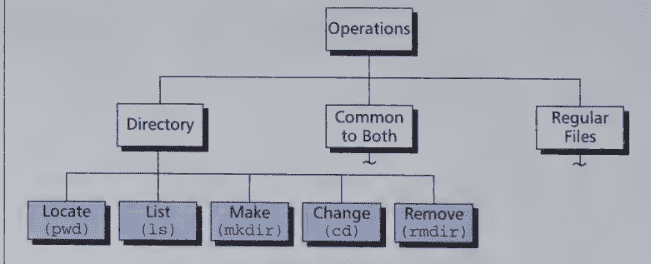 Operations
Directory
Common
to Both
Regular
Files
Locate
(pwd)
List
(ls)
Make
(mkdir)
Change
(cd)
Remove
(rmdir)